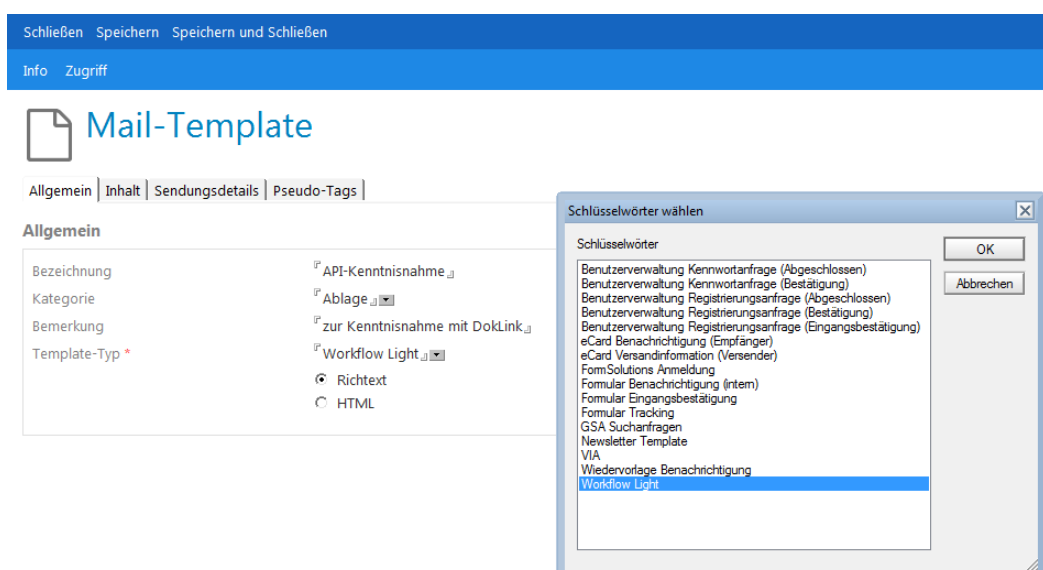 Schließen Speichern Speichern und Schließen
Info Zugriff
Mail-Template
Allgemein Inhalt Sendungsdetails Pseudo-Tags
Allgemein
Bezeichnung API-Kenntnisnahme
Kategorie Ablage
Bemerkung zur Kenntnisnahme mit DokLink
Template-Typ * Workflow Light
Richtext
HTML
Schlüsselwörter wählen
Schlüsselwörter
OK
Abbrechen
Benutzerverwaltung Kennwortanfrage (Abgeschlossen)
Benutzerverwaltung Kennwortanfrage (Bestätigung)
Benutzerverwaltung Registrierungsanfrage (Abgeschlossen)
Benutzerverwaltung Registrierungsanfrage (Bestätigung)
Benutzerverwaltung Registrierungsanfrage (Eingangsbestätigung)
eCard Benachrichtigung (Empfänger)
eCard Versandinformation (Versender)
FormSolutions Anmeldung
Formular Benachrichtigung (intern)
Formular Eingangsbestätigung
Formular Tracking
GSA Suchanfragen
Newsletter Template
VIA
Wiedervorlage Benachrichtigung
Workflow Light